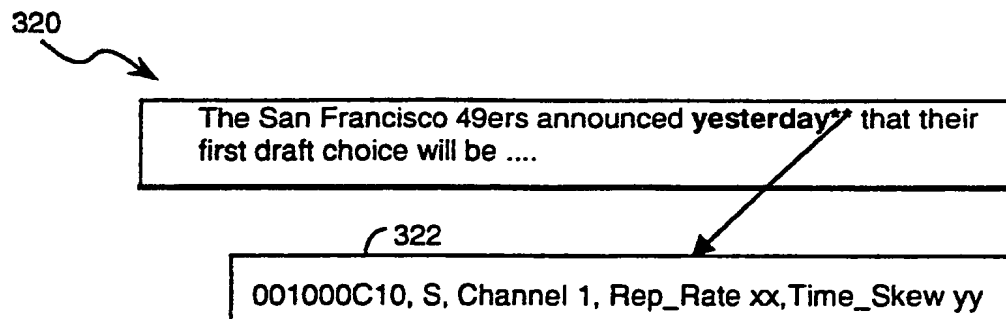 320
The San Francisco 49ers announced yesterday** that their
first draft choice will be ....
322
001000C10, S, Channel 1, Rep_Rate xx,Time_Skew yy